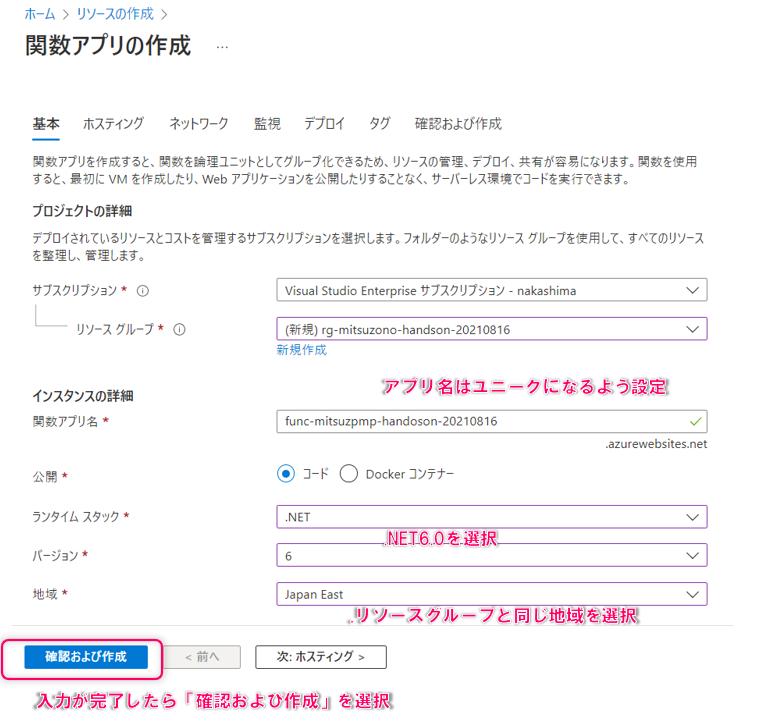 ホーム > リソースの作成 >
関数アプリの作成 …
基本 ホスティング ネットワーク 監視 デプロイ タグ 確認および作成
関数アプリを作成すると、関数を論理ユニットとしてグループ化できるため、リソースの管理、デプロイ、共有が容易になります。関数を使用
すると、最初に VM を作成したり、Web アプリケーションを公開したりすることなく、サーバーレス環境でコードを実行できます。
プロジェクトの詳細
デプロイされているリソースとコストを管理するサブスクリプションを選択します。フォルダーのようなリソース グループを使用して、すべてのリソース
を整理し、管理します。
サブスクリプション * Visual Studio Enterprise サブスクリプション - nakashima
リソース グループ * (新規) rg-mitsuzono-handson-20210816
新規作成
アプリ名はユニークになるよう設定
インスタンスの詳細
関数アプリ名 * func-mitsuzpmp-handoson-20210816
.azurewebsites.net
公開 * コード Docker コンテナー
ランタイム スタック * .NET
.NET6.0を選択
バージョン * 6
地域 * Japan East
.リソースグループと同じ地域を選択
確認および作成 < 前へ 次: ホスティング >
入力が完了したら「確認および作成」を選択